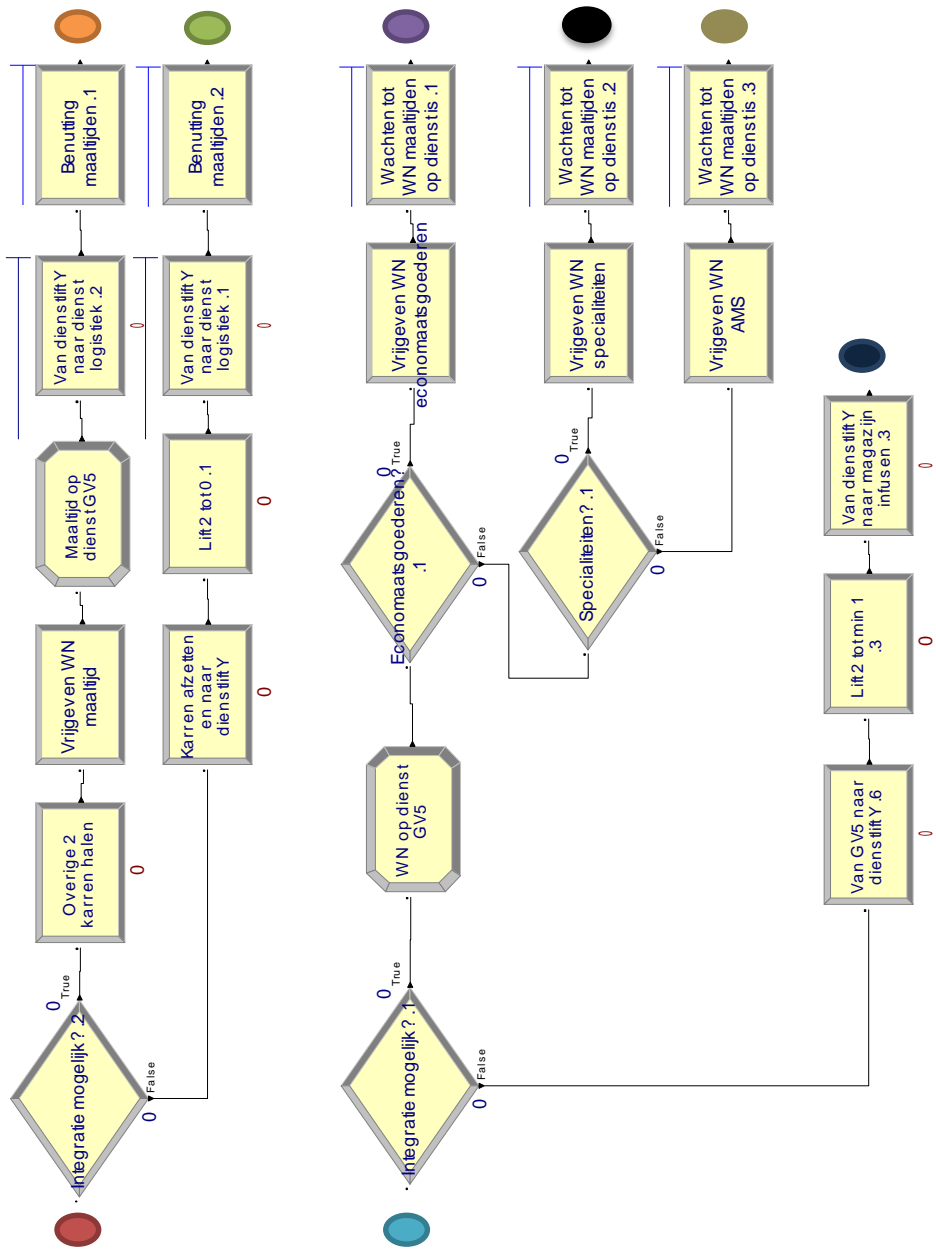 Integratie mogelijk? .2
0
True
0
False
Overige 2
karren halen
0
Vrijgeven WN
maaltijd
Maaltijd op
dienst GV5
Van dienstlift Y
naar dienst
logistiek .2
0
Benutting
maaltijden .1
Karren afzetten
en naar
dienstlift Y
0
Lift 2 tot 0 .1
0
Van dienstlift Y
naar dienst
logistiek .1
0
Benutting
maaltijden .2
Integratie mogelijk? .1
0
True
0
False
WN op dienst
GV5
Economaatsgoederen?
.1
0
True
0
False
Vrijgeven WN
economaatsgoederen
Wachten tot
WN maaltijden
op dienst is .1
Specialiteiten? .1
0
True
0
False
Vrijgeven WN
specialiteiten
Wachten tot
WN maaltijden
op dienst is .2
Vrijgeven WN
AMS
Wachten tot
WN maaltijden
op dienst is .3
Van GV5 naar
dienstlift Y .6
0
Lift 2 tot min 1
.3
0
Van dienstlift Y
naar magazijn
infusen .3
0